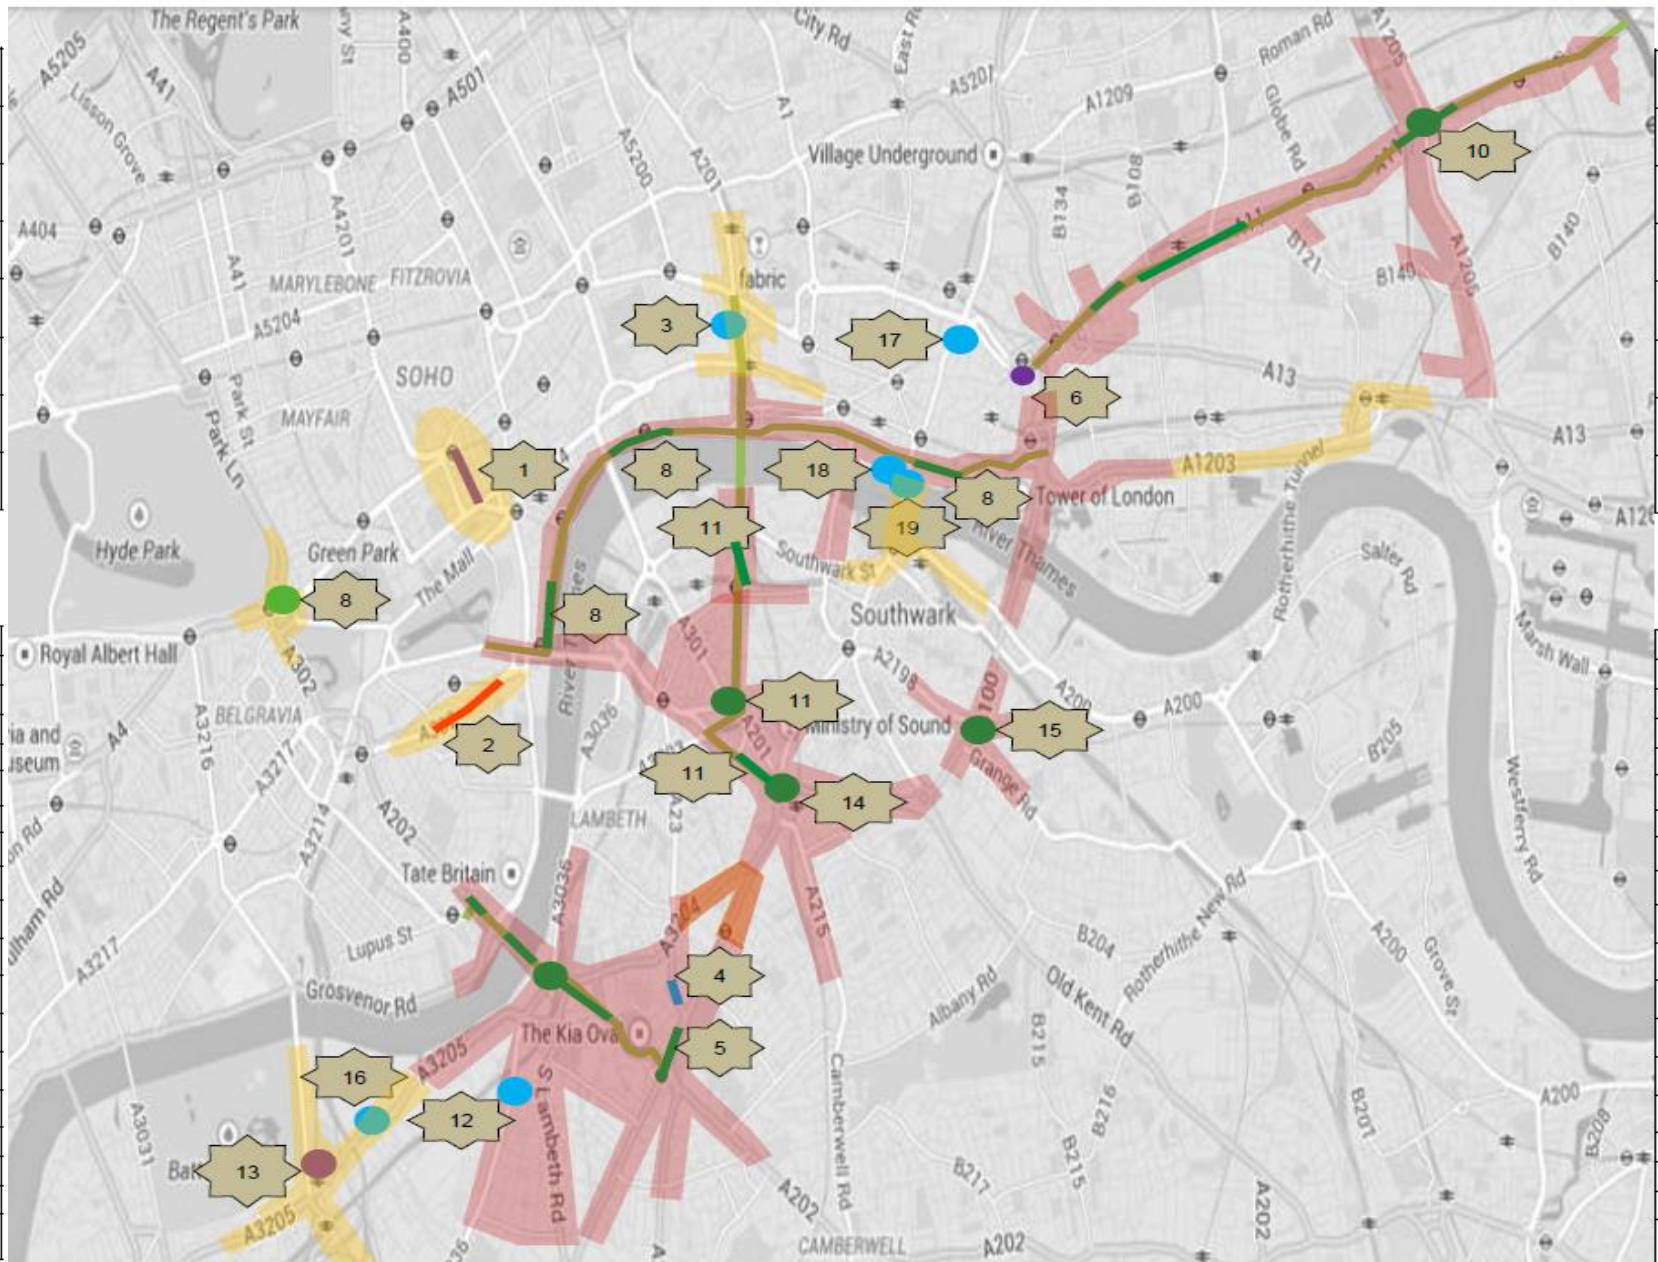 The Regent's Park
A400
City Rd
Roman Rd
A1205
A5205
A41
A501
A5201
A1209
Lisson Grove
A1
Globe Rd
A5200
A201
Village Underground
10
A4201
B134
B108
A404
A11
B121
B140
B140
A1205
A41
MARYLEBONE
FITZROVIA
fabric
A5204
3
17
SOHO
A13
6
Park St
MAYFAIR
Park Ln
A13
1
8
18
A1203
8
Tower of London
11
19
River Thames
Rotherhithe Tunnel
Hyde Park
Green Park
The Mall
Southwark St
Salter Rd
8
8
Southwark
Marsh Wall
Royal Albert Hall
A301
A302
A2198
A200
A200
BELGRAVIA
A3036
11
Ministry of Sound
15
A4
A3216
2
A201
B205
A3217
11
Grange Rd
14
Westferry Rd
A202
A3214
LAMBETH
A23
Tate Britain
A3036
A3204
A215
Rotherhithe New Rd
Lupus St
B204
A200
Grove St
A3217
Grosvenor Rd
4
Albany Rd
Old Kent Rd
The Kia Oval
5
B215
A3205
16
12
Camberwell Rd
A3031
S Lambeth Rd
B216
B207
A200
B208
13
B215
B217
A3205
A202
A202
CAMBERWELL
A202